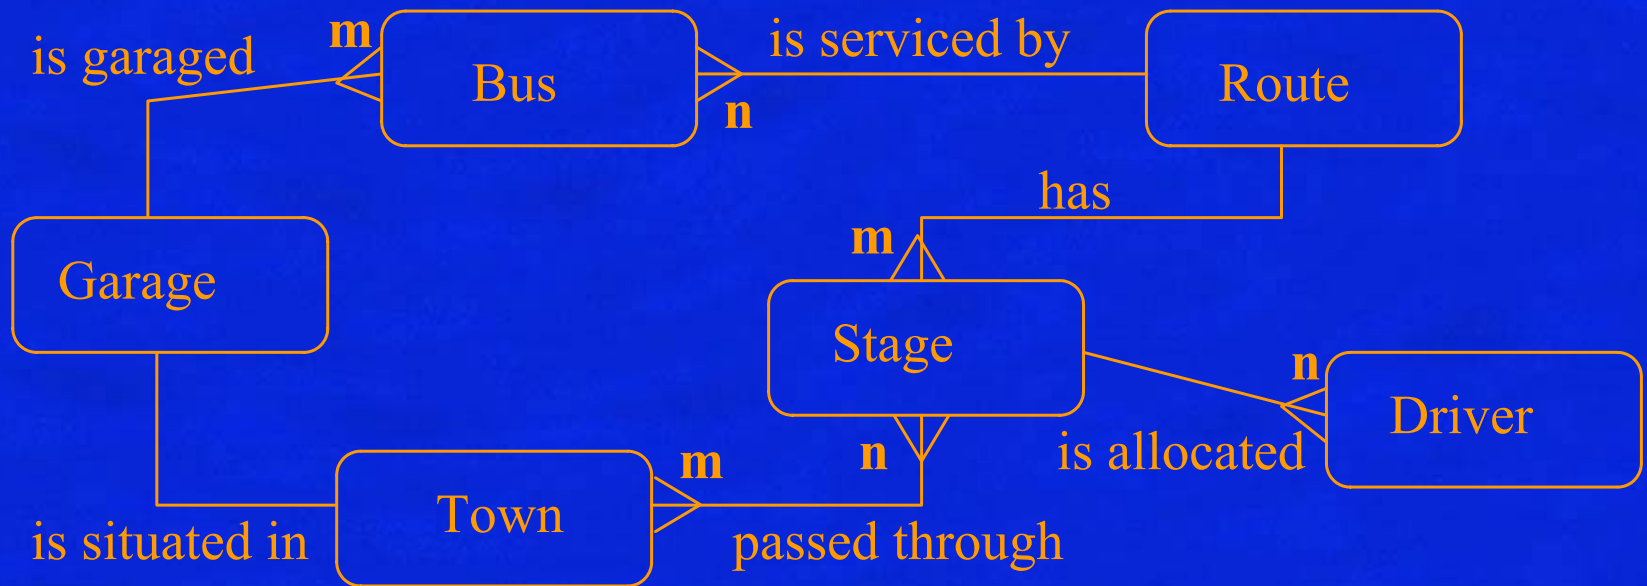 m
is garaged
Bus
is serviced by
n
Route
has
m
Garage
Stage
n
Driver
is allocated
n
m
Town
is situated in
passed through